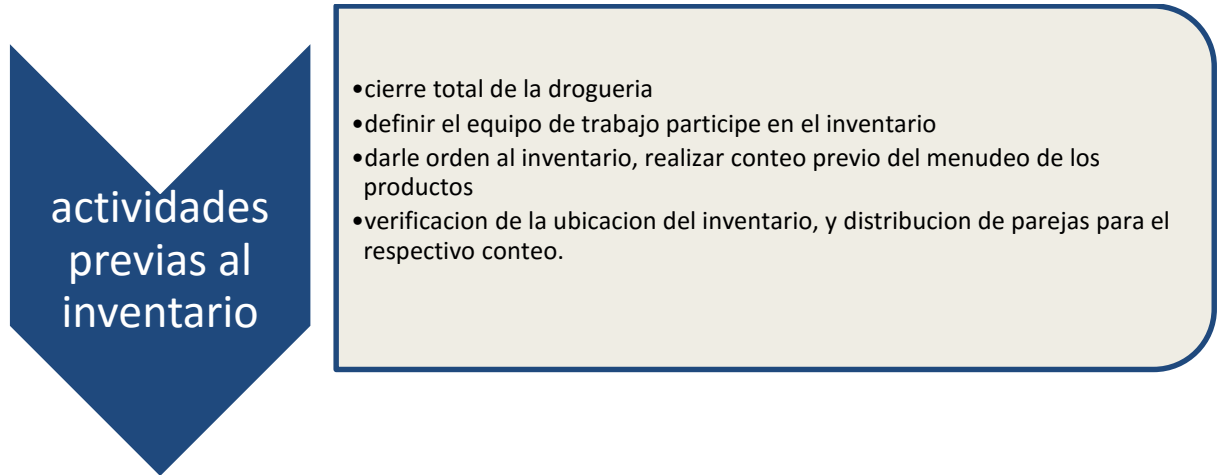 actividades
previas al
inventario
•cierre total de la drogueria
•definir el equipo de trabajo participe en el inventario
•darle orden al inventario, realizar conteo previo del menudeo de los
productos
•verificacion de la ubicacion del inventario, y distribucion de parejas para el
respectivo conteo.